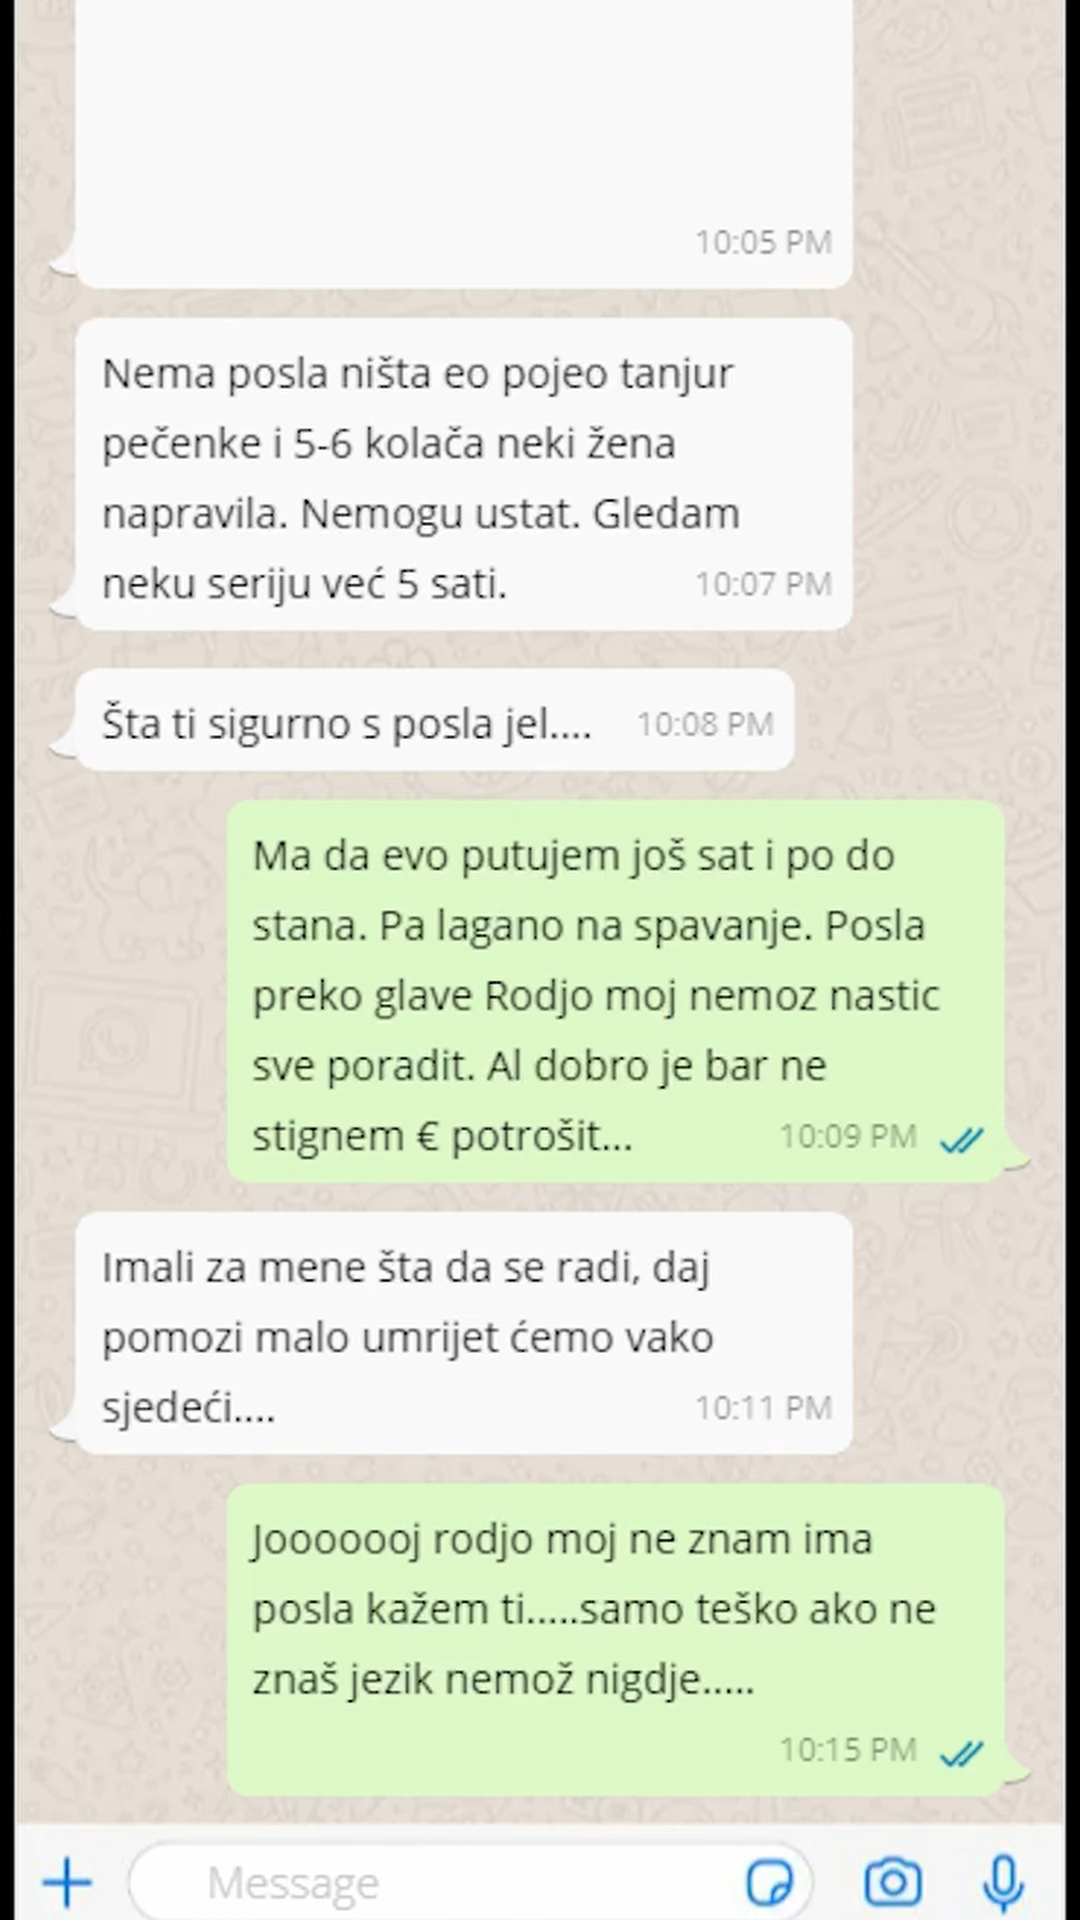 10:05 PM
Nema posla ništa eo pojeo tanjur
pečenke i 5-6 kolača neki žena
napravila. Nemogu ustat. Gledam
neku seriju već 5 sati. 10:07 PM
Šta ti sigurno s posla jel.... 10:08 PM
Ma da evo putujem još sat i po do
stana. Pa lagano na spavanje. Posla
preko glave Rodjo moj nemoz nastic
sve poradit. Al dobro je bar ne
stignem € potrošit... 10:09 PM
Imali za mene šta da se radi, daj
pomozi malo umrijet ćemo vako
sjedeći.... 10:11 PM
Jooooooj rodjo moj ne znam ima
posla kažem ti.....samo teško ako ne
znaš jezik nemož nigdje.....
10:15 PM
Message